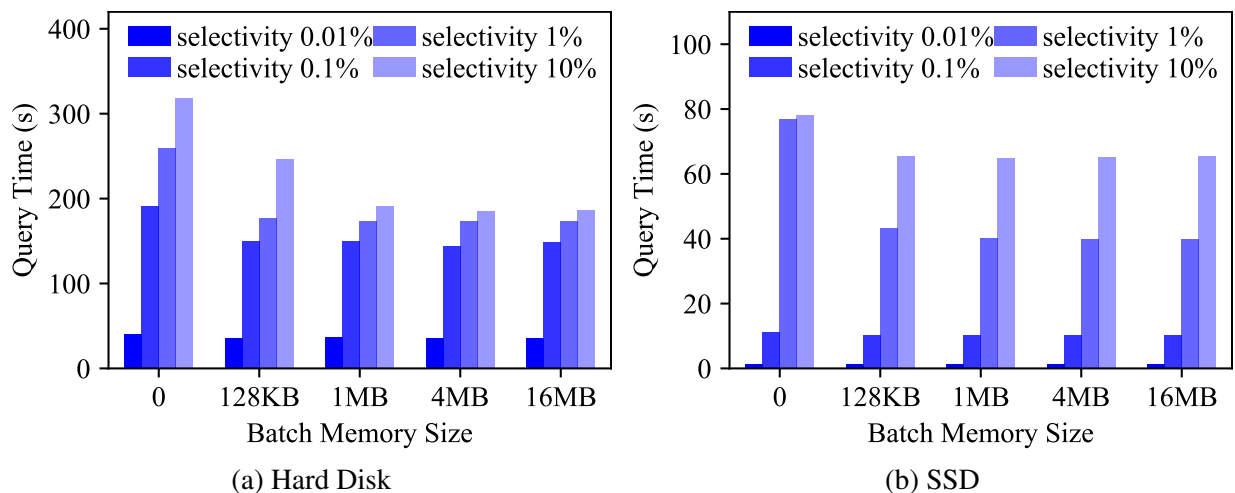 400
300
200
100
0
Query Time (s)
selectivity 0.01%
selectivity 0.1%
selectivity 1%
selectivity 10%
0 128KB 1MB 4MB 16MB
Batch Memory Size
(a) Hard Disk
100
80
60
40
20
0
Query Time (s)
selectivity 0.01%
selectivity 0.1%
selectivity 1%
selectivity 10%
0 128KB 1MB 4MB 16MB
Batch Memory Size
(b) SSD